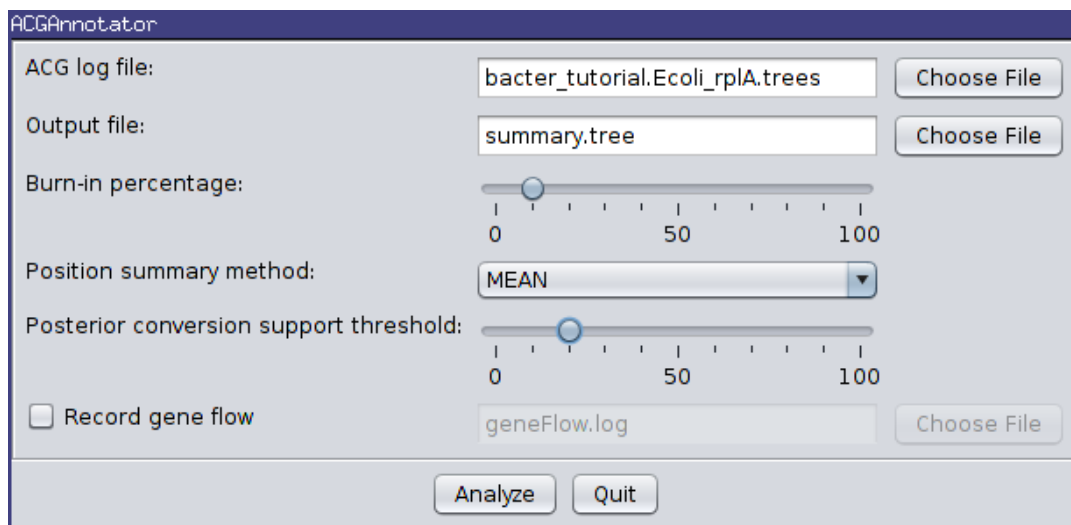 ACGAnnotator
ACG log file: bacter_tutorial.Ecoli_rplA.trees Choose File
Output file: summary.tree Choose File
Burn-in percentage:
0 50 100
Position summary method: MEAN
Posterior conversion support threshold:
0 50 100
Record gene flow geneFlow.log Choose File
Analyze Quit